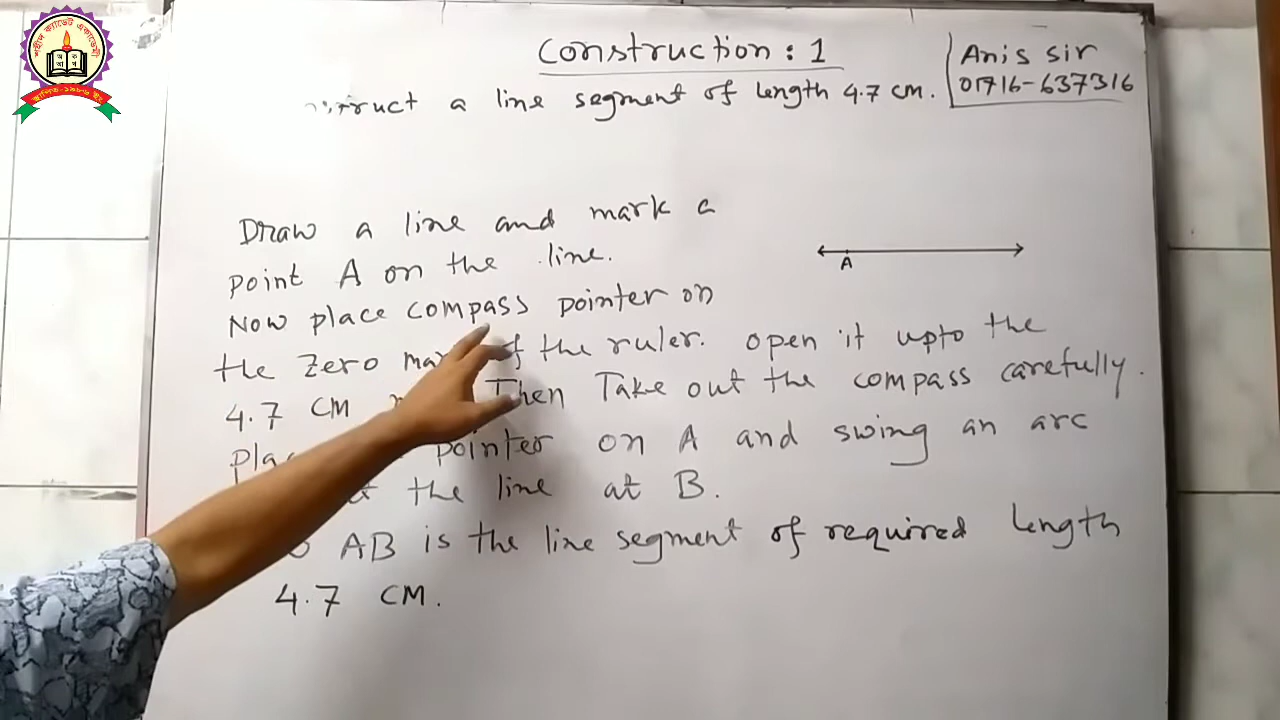 Construction : 1
Anis Sir
01716-637316
a line segment of length 4.7 cm.
Draw a line and mark a
point A on the line.
A
Now place compass pointer on
the zero of the ruler. open it upto the
4.7 CM Then Take out the compass carefully.
pointer on A and swing an arc
the line at B.
AB is the line segment of required length
4.7 CM.
শহীদ ক্যাডেট একাডেমী